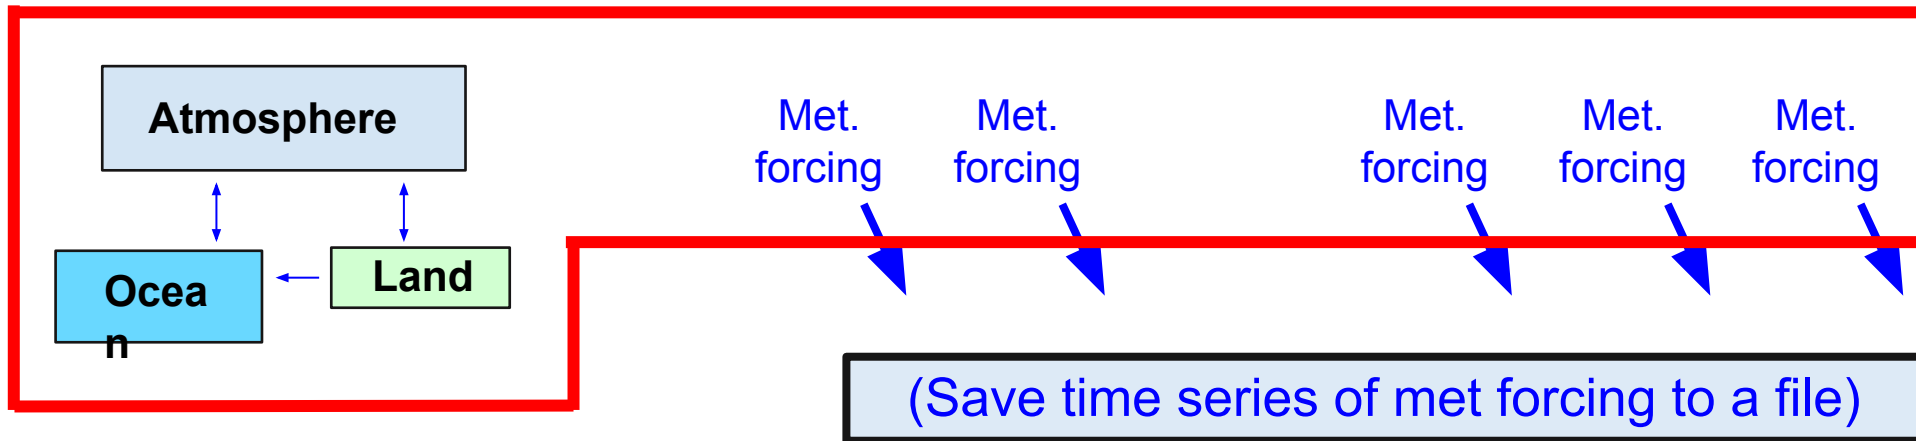 Atmosphere
Ocea
n
Land
Met.
forcing
Met.
forcing
Met.
forcing
Met.
forcing
Met.
forcing
(Save time series of met forcing to a file)